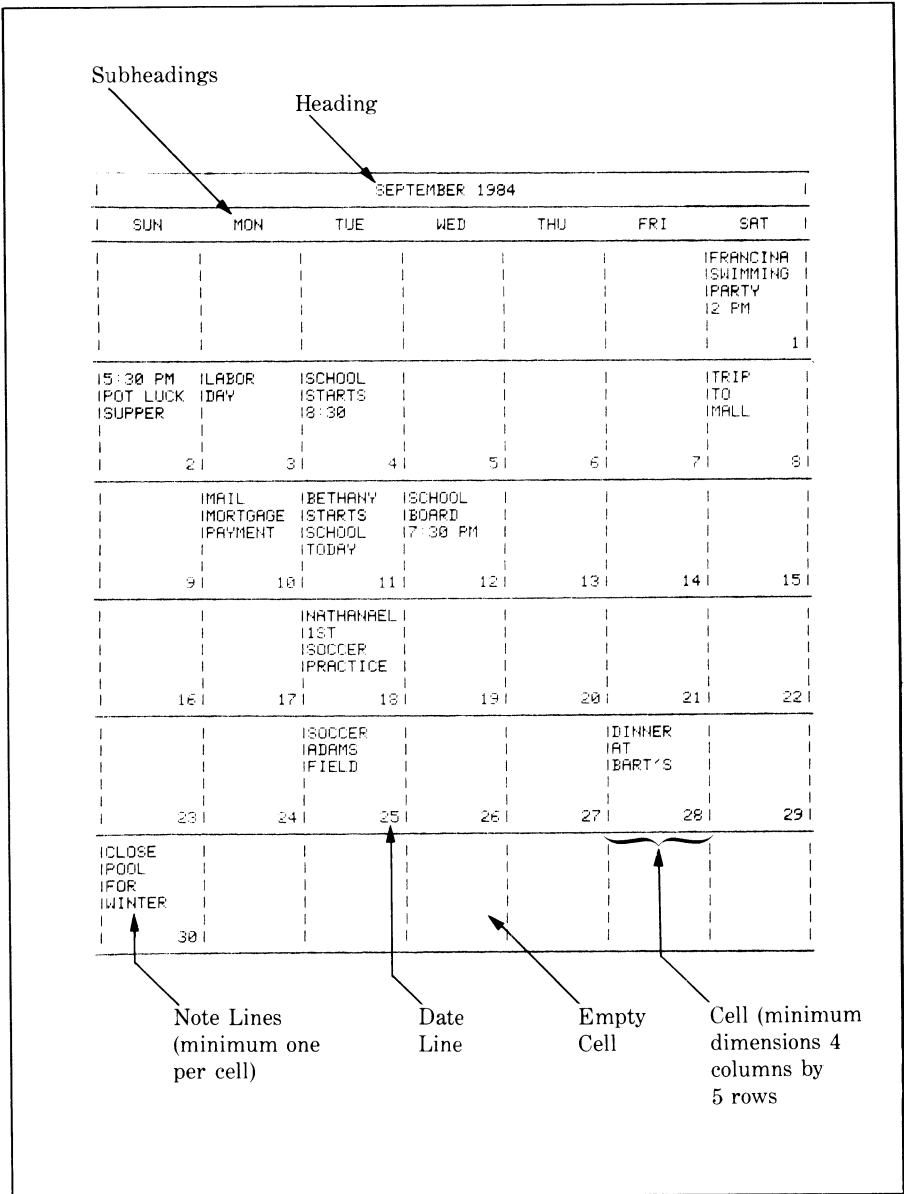 Subheadings
Heading
SEPTEMBER 1984
SUN MON TUE WED THU FRI SAT
FRANCINA
SWIMMING
PARTY
12 PM
1
5:30 PM LABOR SCHOOL TRIP
POT LUCK DAY STARTS TO
SUPPER 8:30 MALL
2 3 4 5 6 7 8
MAIL BETHANY SCHOOL
MORTGAGE STARTS BOARD
PAYMENT SCHOOL 7:30 PM
TODAY
9 10 11 12 13 14 15
NATHANAEL
1ST
SOCCER
PRACTICE
16 17 18 19 20 21 22
SOCCER DINNER
ADAMS AT
FIELD BART'S
23 24 25 26 27 28 29
CLOSE
POOL
FOR
WINTER
30
Note Lines Date Empty Cell (minimum
(minimum one Line Cell dimensions 4
per cell) columns by
5 rows